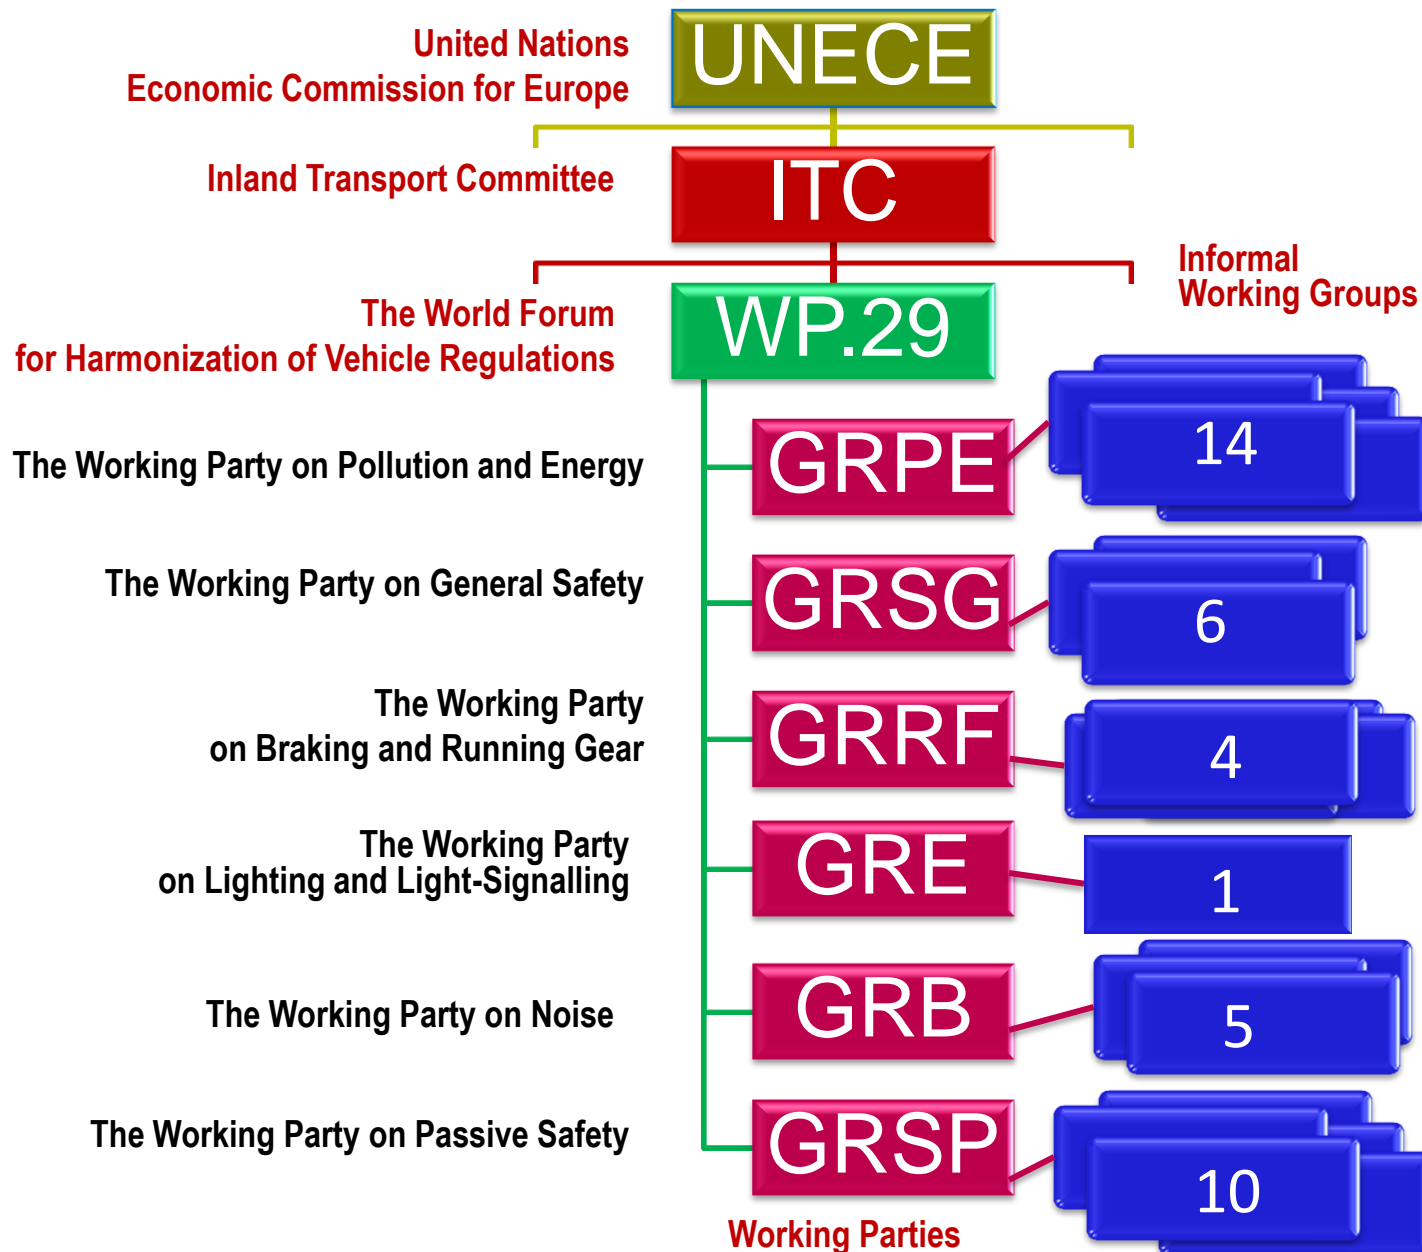 United Nations
Economic Commission for Europe
UNECE
Inland Transport Committee
ITC
Informal
Working Groups
The World Forum
for Harmonization of Vehicle Regulations
WP.29
The Working Party on Pollution and Energy
GRPE
14
The Working Party on General Safety
GRSG
6
The Working Party
on Braking and Running Gear
GRRF
4
The Working Party
on Lighting and Light-Signalling
GRE
1
The Working Party on Noise
GRB
5
The Working Party on Passive Safety
GRSP
10
Working Parties